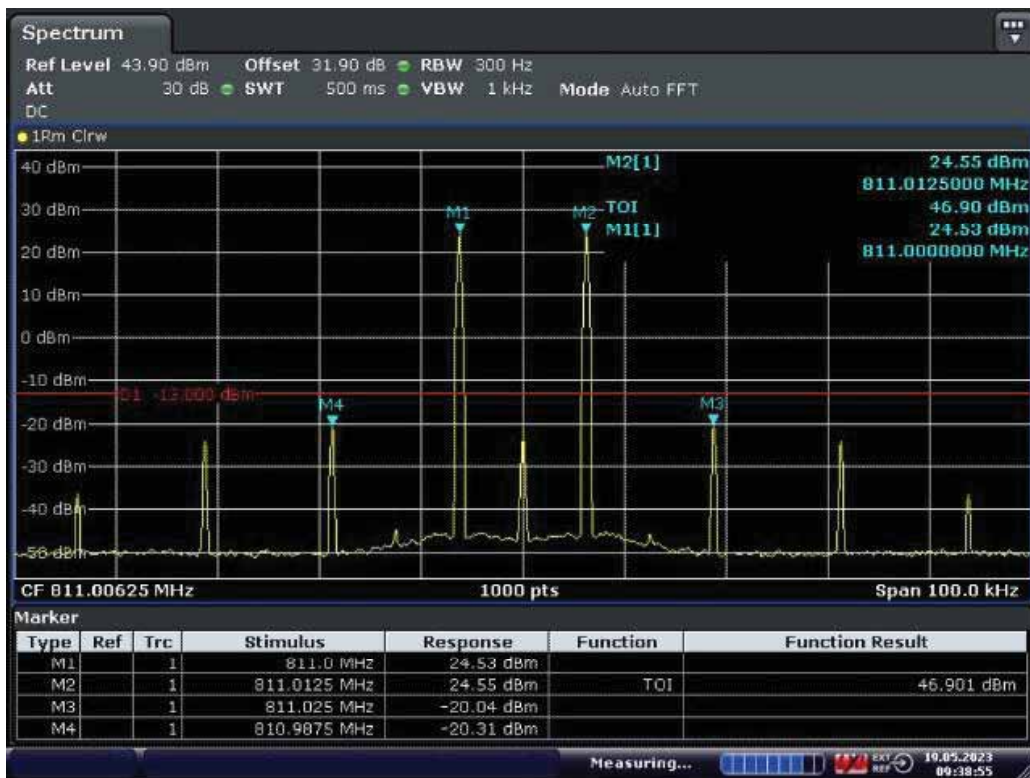 Spectrum
Ref Level 43.90 dBm Offset 31.90 dB RBW 300 Hz
Att 30 dB SWT 500 ms VBW 1 kHz Mode Auto FFT
DC
1Rm Clrw
40 dBm M2[1] 24.55 dBm
811.0125000 MHz
30 dBm M1 M2 TOI 46.90 dBm
M1[1] 24.53 dBm
20 dBm 811.0000000 MHz
10 dBm
0 dBm
-10 dBm
D1 -13.000 dBm
M4 M3
-20 dBm
-30 dBm
-40 dBm
-50 dBm
CF 811.00625 MHz 1000 pts Span 100.0 kHz
Marker
Type Ref Trc Stimulus Response Function Function Result
M1 1 811.0 MHz 24.53 dBm
M2 1 811.0125 MHz 24.55 dBm TOI 46.901 dBm
M3 1 811.025 MHz -20.04 dBm
M4 1 810.9875 MHz -20.31 dBm
Measuring... EXT REF 19.05.2023
09:38:55